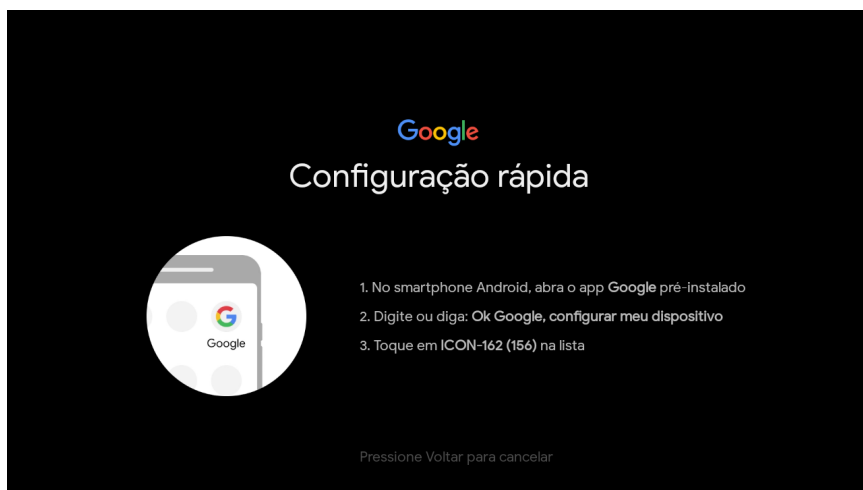 Google
Configuração rápida
1. No smartphone Android, abra o app Google pré-instalado
2. Digite ou diga: Ok Google, configurar meu dispositivo
Google
3. Toque em ICON-162 (156) na lista
Pressione Voltar para cancelar